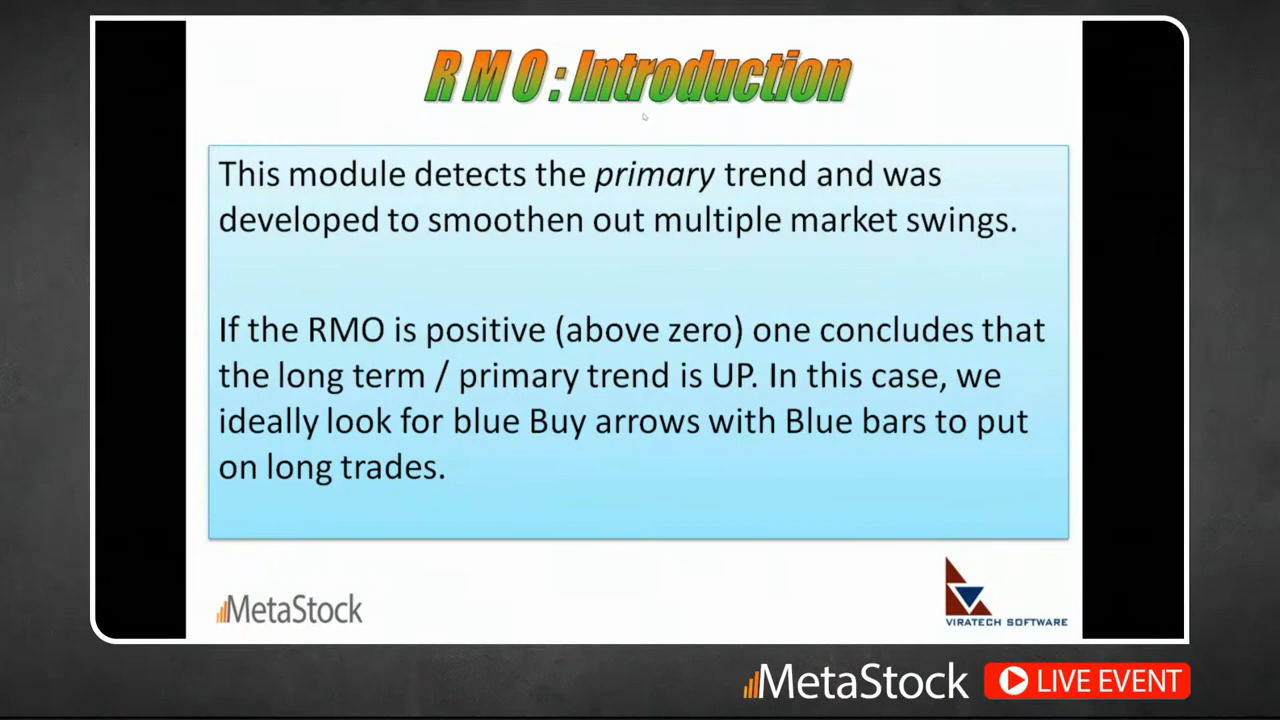 R M O : Introduction
This module detects the primary trend and was
developed to smoothen out multiple market swings.
If the RMO is positive (above zero) one concludes that
the long term / primary trend is UP. In this case, we
ideally look for blue Buy arrows with Blue bars to put
on long trades.
MetaStock
VIRATECH SOFTWARE
MetaStock
LIVE EVENT